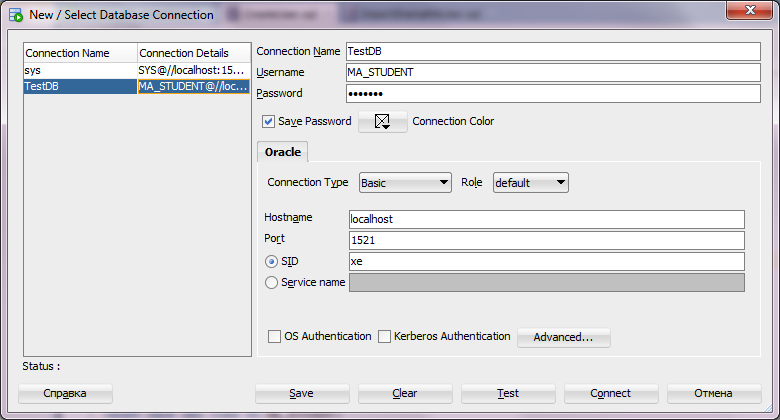 New / Select Database Connection
Connection Name Connection Details
sys SYS@//localhost:15...
TestDB MA_STUDENT@//loc...
Connection Name TestDB
Username MA_STUDENT
Password •••••••
Save Password Connection Color
Oracle
Connection Type Basic Role default
Hostname localhost
Port 1521
SID xe
Service name
OS Authentication Kerberos Authentication Advanced...
Status :
Справка Save Clear Test Connect Отмена